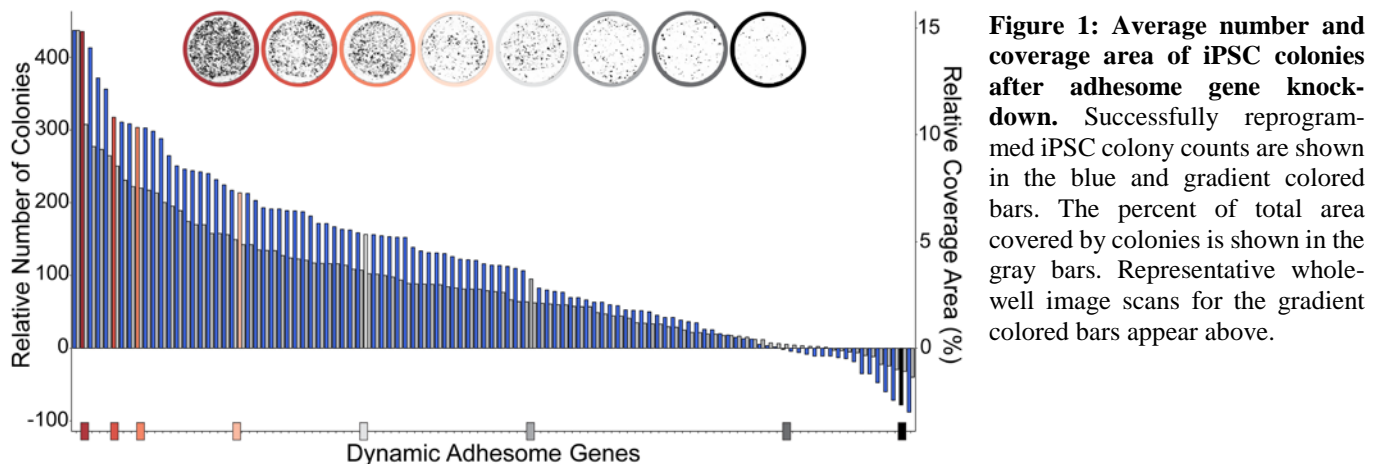 400
300
200
100
0
-100
Relative Number of Colonies
15
10
5
0
Relative Coverage Area (%)
Dynamic Adhesome Genes
Figure 1: Average number and
coverage area of iPSC colonies
after adhesome gene knock-
down. Successfully reprogram-
med iPSC colony counts are shown
in the blue and gradient colored
bars. The percent of total area
covered by colonies is shown in the
gray bars. Representative whole-
well image scans for the gradient
colored bars appear above.